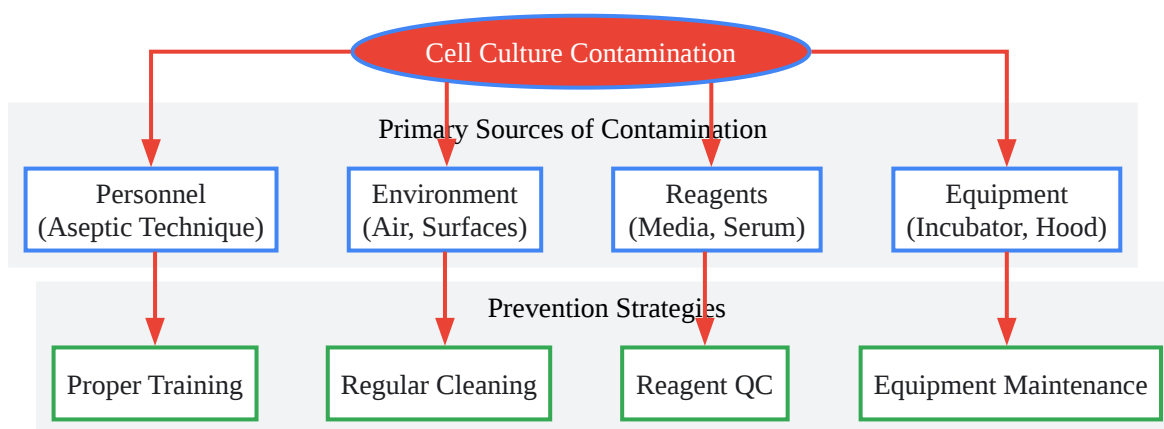 Cell Culture Contamination
Primary Sources of Contamination
Personnel
(Aseptic Technique)
Environment
(Air, Surfaces)
Reagents
(Media, Serum)
Equipment
(Incubator, Hood)
Prevention Strategies
Proper Training
Regular Cleaning
Reagent QC
Equipment Maintenance